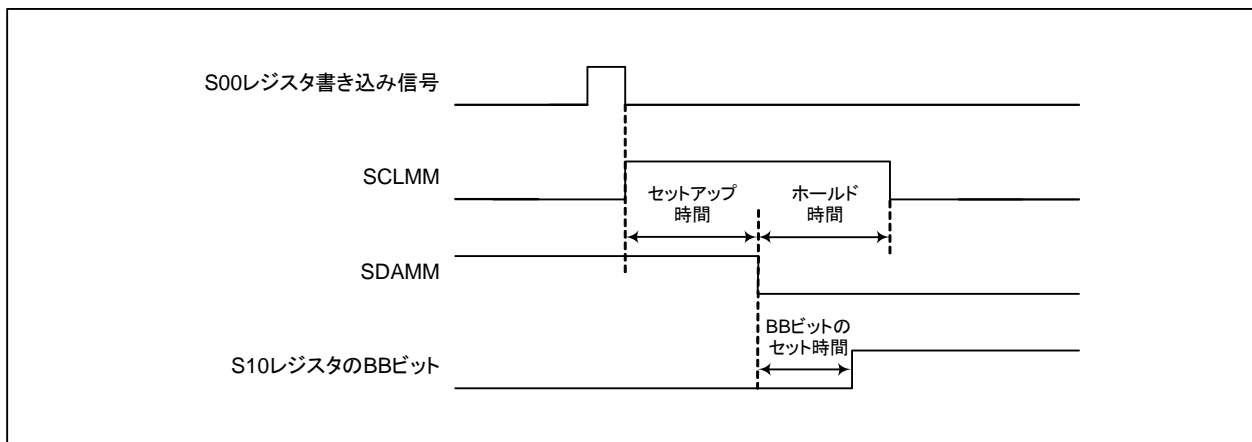 S00レジスタ書き込み信号
SCLMM
セットアップ
時間
ホールド
時間
SDAMM
BBビットの
セット時間
S10レジスタのBBビット